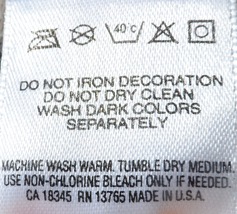 40°C
DO NOT IRON DECORATION
DO NOT DRY CLEAN
WASH DARK COLORS
SEPARATELY
MACHINE WASH WARM. TUMBLE DRY MEDIUM.
USE NON-CHLORINE BLEACH ONLY IF NEEDED.
CA 18345 RN 13765 MADE IN U.S.A.